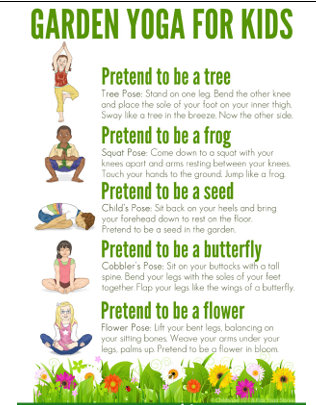 GARDEN YOGA FOR KIDS
Pretend to be a tree
Tree Pose: Stand on one leg. Bend the other knee
and place the sole of your foot on your inner thigh.
Sway like a tree in the breeze. Now the other side.
Pretend to be a frog
Squat Pose: Come down to a squat with your
knees apart and arms resting between your knees.
Touch your hands to the ground. Jump like a frog.
Pretend to be a seed
Child's Pose: Sit back on your heels and bring
your forehead down to rest on the floor.
Pretend to be a seed in the garden.
Pretend to be a butterfly
Cobbler's Pose: Sit on your buttocks with a tall
spine. Bend your legs with the soles of your feet
together. Flap your legs like the wings of a butterfly.
Pretend to be a flower
Flower Pose: Lift your bent legs, balancing on
your sitting bones. Weave your arms under your
legs, palms up. Pretend to be a flower in bloom.